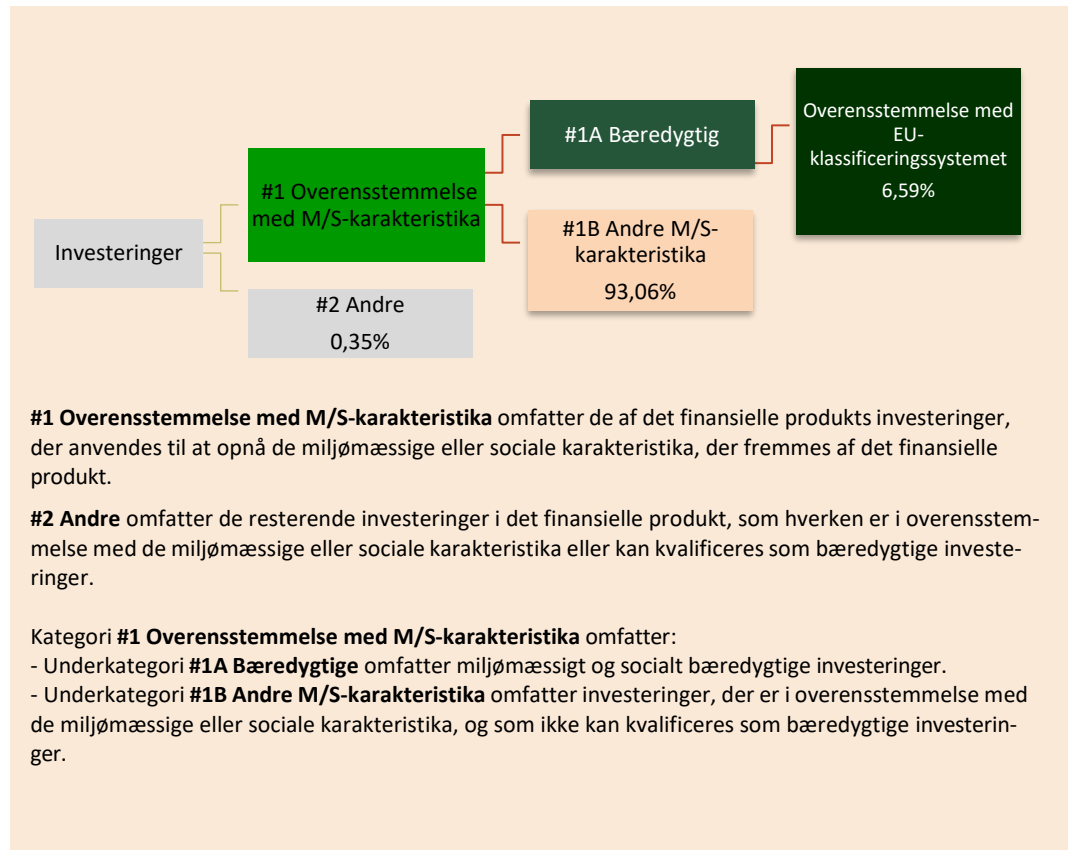 Investeringer
#1 Overensstemmelse
med M/S-karakteristika
#2 Andre
0,35%
#1A Bæredygtig
#1B Andre M/S-
karakteristika
93,06%
Overensstemmelse med
EU-
klassificeringssystemet
6,59%
#1 Overensstemmelse med M/S-karakteristika omfatter de af det finansielle produkts investeringer,
der anvendes til at opnå de miljømæssige eller sociale karakteristika, der fremmes af det finansielle
produkt.
#2 Andre omfatter de resterende investeringer i det finansielle produkt, som hverken er i overensstem-
melse med de miljømæssige eller sociale karakteristika eller kan kvalificeres som bæredygtige investe-
ringer.
Kategori #1 Overensstemmelse med M/S-karakteristika omfatter:
- Underkategori #1A Bæredygtige omfatter miljømæssigt og socialt bæredygtige investeringer.
- Underkategori #1B Andre M/S-karakteristika omfatter investeringer, der er i overensstemmelse med
de miljømæssige eller sociale karakteristika, og som ikke kan kvalificeres som bæredygtige investerin-
ger.